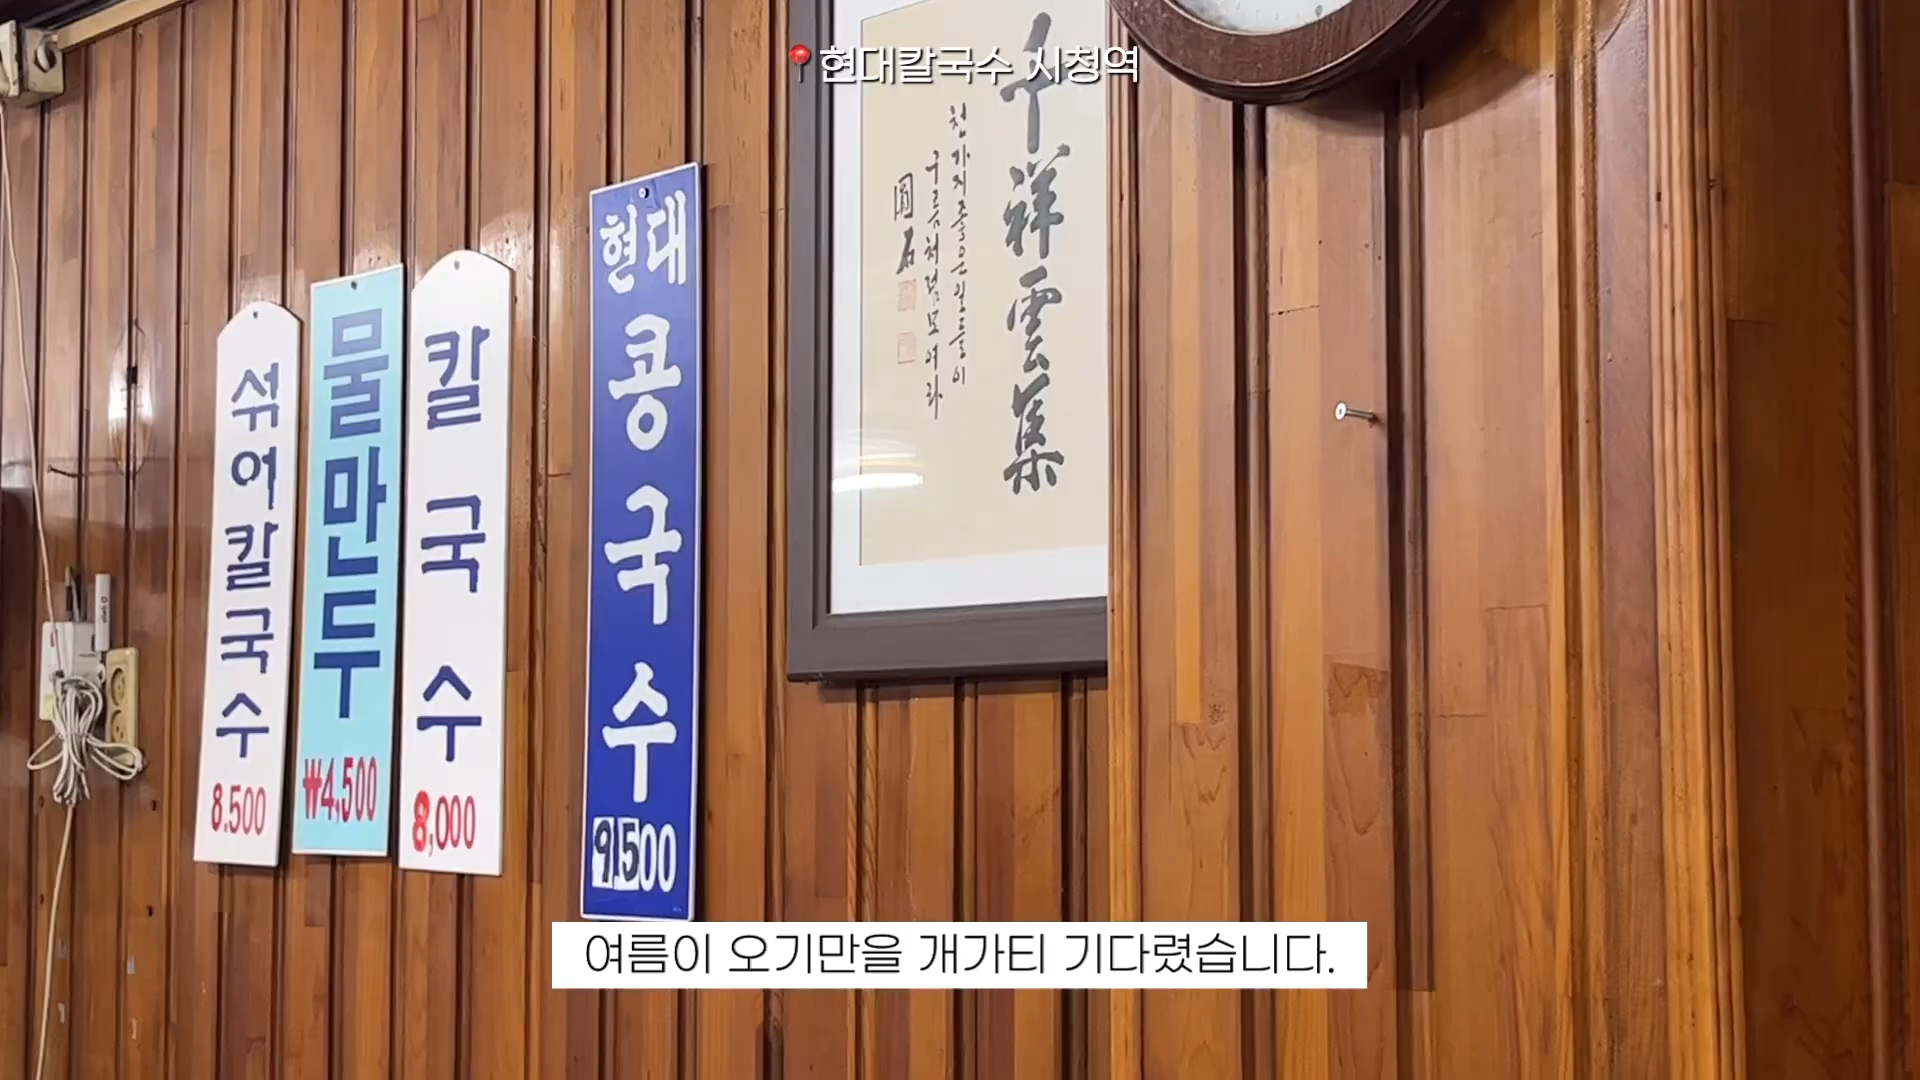 📍현대칼국수 시청역
섞어칼국수
8.500
물만두
₩4,500
칼국수
8,000
현대
콩국수
9.500
千祥雲集
천가지좋은일들이
구름처럼모여라
圓石
여름이 오기만을 개가티 기다렸습니다.